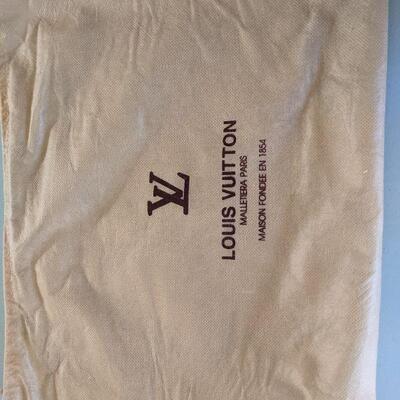 LV
LOUIS VUITTON
MALLETIERA PARIS
MAISON FONDEE EN 1854